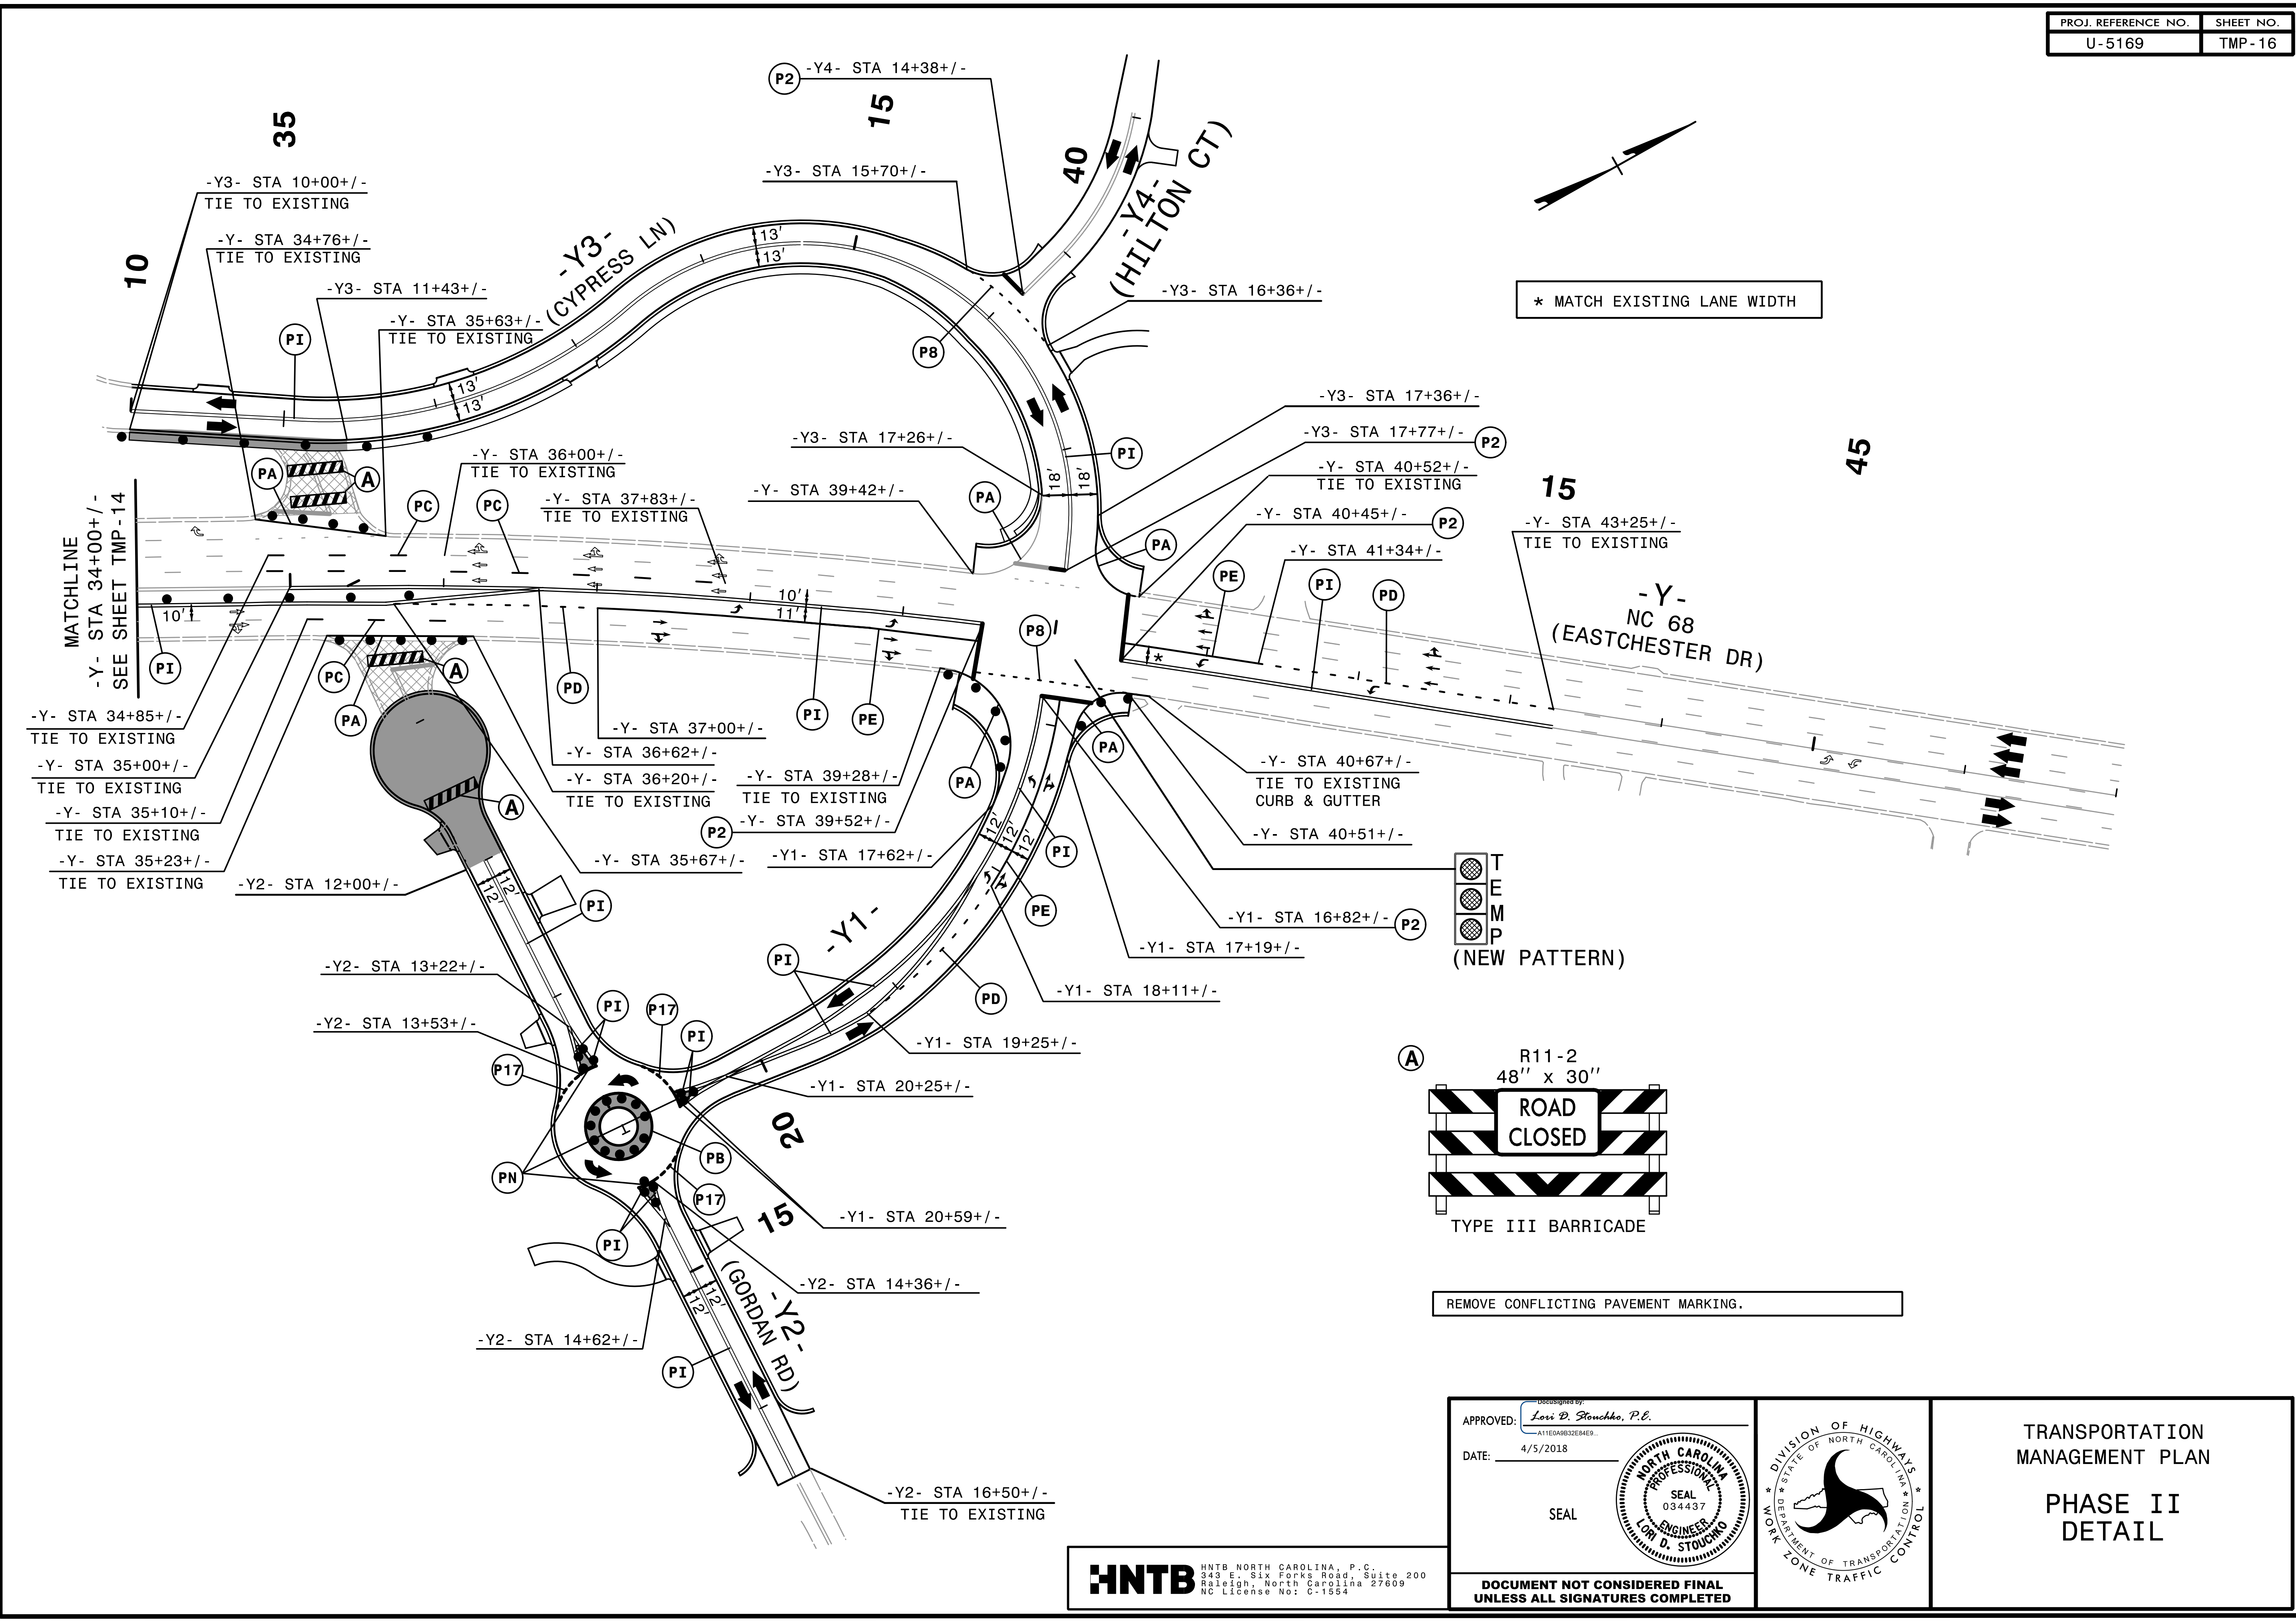 PROJ. REFERENCE NO.
SHEET NO.
U-5169
TMP-16
P2
-Y4- STA 14+38+/-
15
35
40
-Y4-
(HILTON CT)
-Y3- STA 15+70+/-
-Y3- STA 10+00+/-
TIE TO EXISTING
-Y- STA 34+76+/-
TIE TO EXISTING
10
-Y3-
(CYPRESS LN)
13'
13'
-Y3- STA 11+43+/-
-Y3- STA 16+36+/-
* MATCH EXISTING LANE WIDTH
-Y- STA 35+63+/-
TIE TO EXISTING
PI
P8
13'
13'
-Y3- STA 17+36+/-
-Y3- STA 17+26+/-
-Y3- STA 17+77+/-
P2
45
PI
-Y- STA 36+00+/-
TIE TO EXISTING
-Y- STA 40+52+/-
TIE TO EXISTING
PA
A
18'
18'
15
-Y- STA 39+42+/-
PA
-Y- STA 37+83+/-
TIE TO EXISTING
PC
PC
-Y- STA 40+45+/-
P2
-Y- STA 43+25+/-
TIE TO EXISTING
MATCHLINE
-Y- STA 34+00+/-
SEE SHEET TMP-14
PA
-Y- STA 41+34+/-
PE
PI
PD
-Y-
NC 68
(EASTCHESTER DR)
10'
10'
11'
P8
*
PI
PC
A
PD
PA
PI
PE
-Y- STA 34+85+/-
TIE TO EXISTING
-Y- STA 37+00+/-
-Y- STA 36+62+/-
PA
-Y- STA 40+67+/-
TIE TO EXISTING
CURB & GUTTER
-Y- STA 35+00+/-
TIE TO EXISTING
-Y- STA 36+20+/-
TIE TO EXISTING
-Y- STA 39+28+/-
TIE TO EXISTING
PA
A
-Y- STA 35+10+/-
TIE TO EXISTING
P2
-Y- STA 39+52+/-
-Y- STA 40+51+/-
12'
12'
12'
PI
-Y- STA 35+23+/-
TIE TO EXISTING
-Y- STA 35+67+/-
-Y1- STA 17+62+/-
TEMP
(NEW PATTERN)
-Y2- STA 12+00+/-
12'
12'
PI
PE
-Y1- STA 16+82+/-
P2
-Y1-
-Y1- STA 17+19+/-
-Y2- STA 13+22+/-
PI
PD
-Y1- STA 18+11+/-
PI
P17
-Y2- STA 13+53+/-
PI
-Y1- STA 19+25+/-
A
R11-2
48" x 30"
ROAD
CLOSED
TYPE III BARRICADE
P17
-Y1- STA 20+25+/-
20
PB
PN
P17
15
-Y1- STA 20+59+/-
PI
-Y2- STA 14+36+/-
-Y2-
(GORDAN RD)
12'
12'
REMOVE CONFLICTING PAVEMENT MARKING.
-Y2- STA 14+62+/-
PI
-Y2- STA 16+50+/-
TIE TO EXISTING
HNTB
HNTB NORTH CAROLINA, P.C.
343 E. Six Forks Road, Suite 200
Raleigh, North Carolina 27609
NC License No: C-1554
DocuSigned by:
APPROVED: Lori D. Stouchko, P.E.
A11E0A9B32E84E9...
DATE: 4/5/2018
SEAL
NORTH CAROLINA
PROFESSIONAL
SEAL
034437
ENGINEER
LORI D. STOUCHKO
DOCUMENT NOT CONSIDERED FINAL
UNLESS ALL SIGNATURES COMPLETED
DIVISION OF HIGHWAYS
STATE OF NORTH CAROLINA
DEPARTMENT OF TRANSPORTATION
WORK ZONE TRAFFIC CONTROL
TRANSPORTATION
MANAGEMENT PLAN
PHASE II
DETAIL